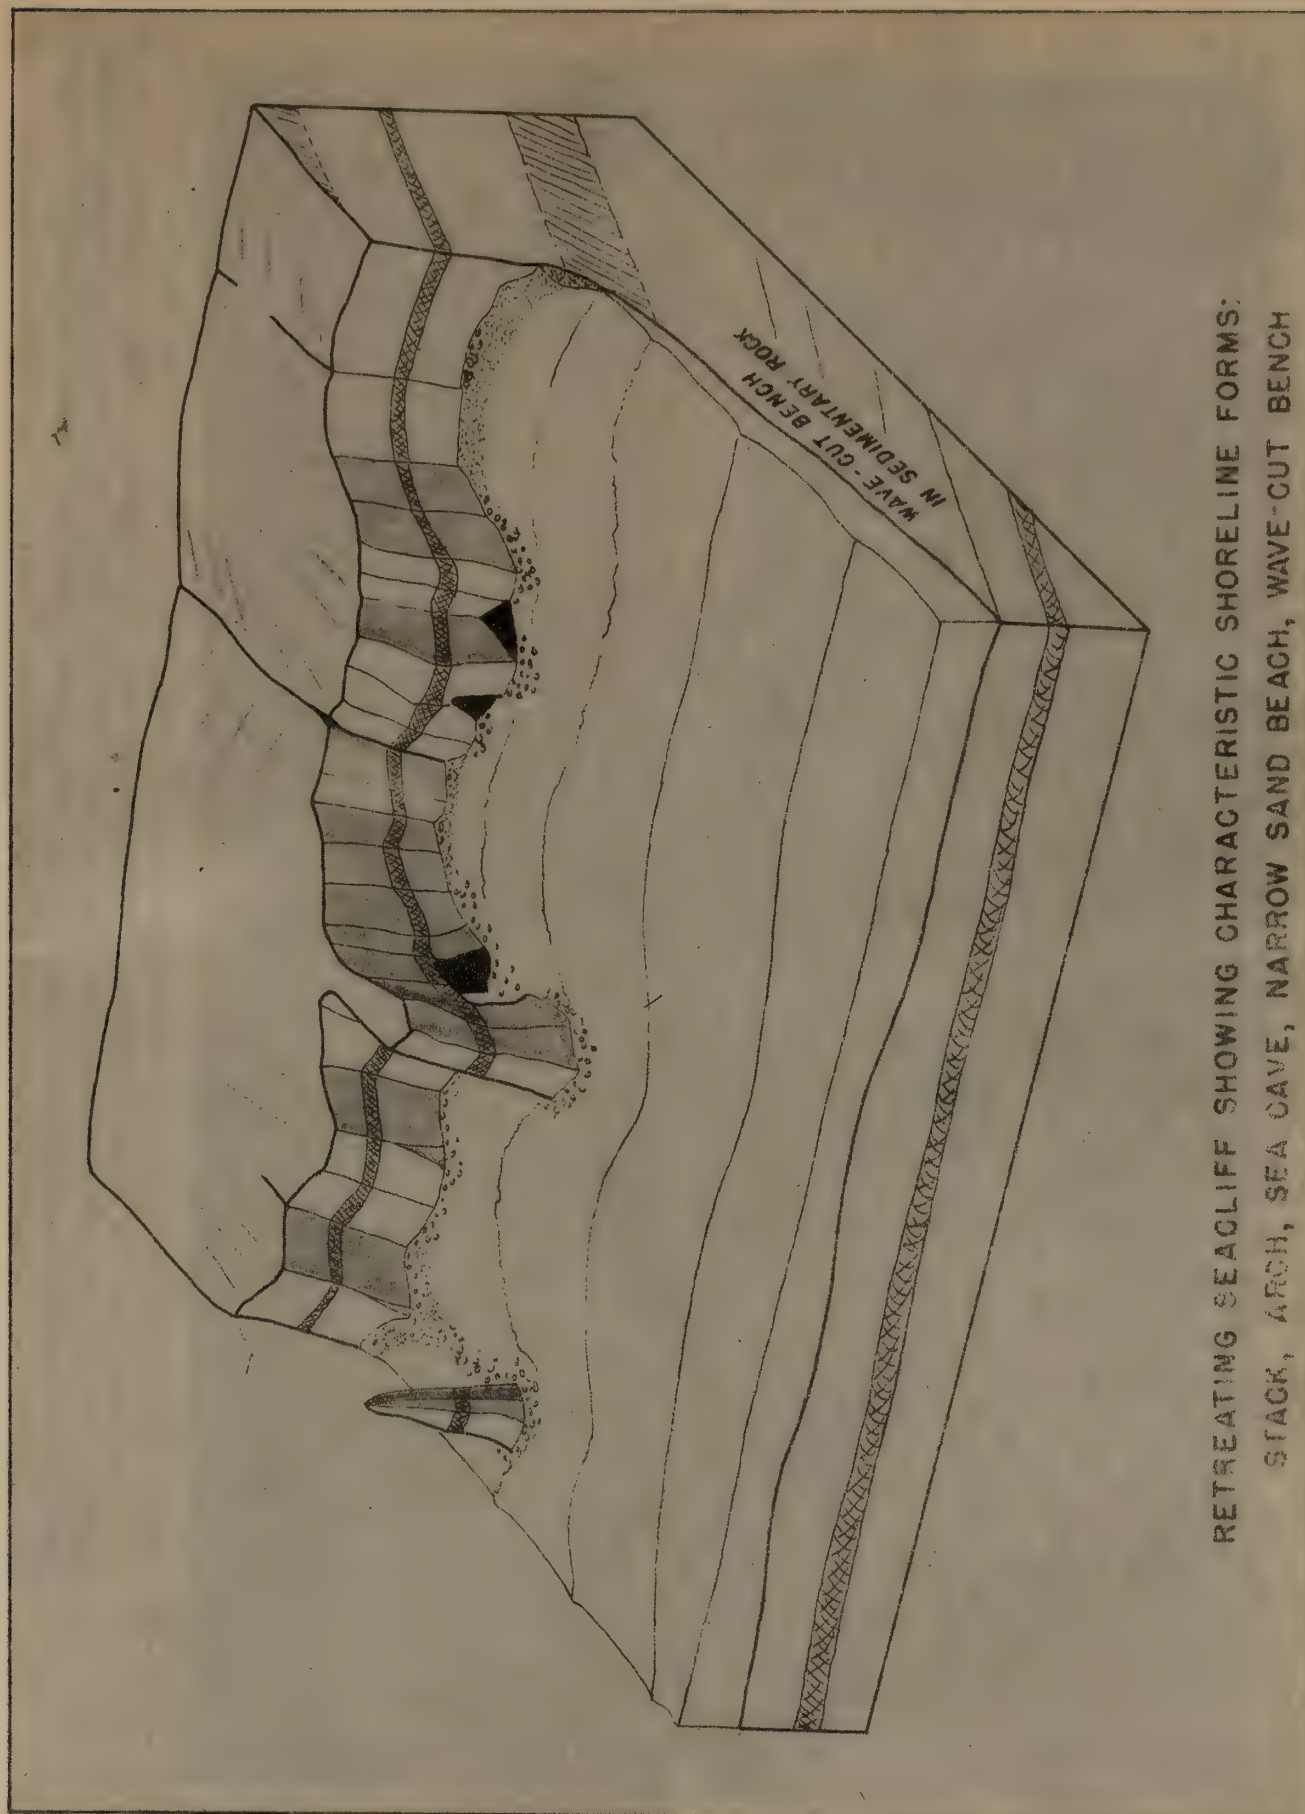 WAVE-CUT BENCH
IN SEDIMENTARY ROCK
RETREATING SEACLIFF SHOWING CHARACTERISTIC SHORELINE FORMS:
STACK, ARCH, SEA CAVE, NARROW SAND BEACH, WAVE-CUT BENCH